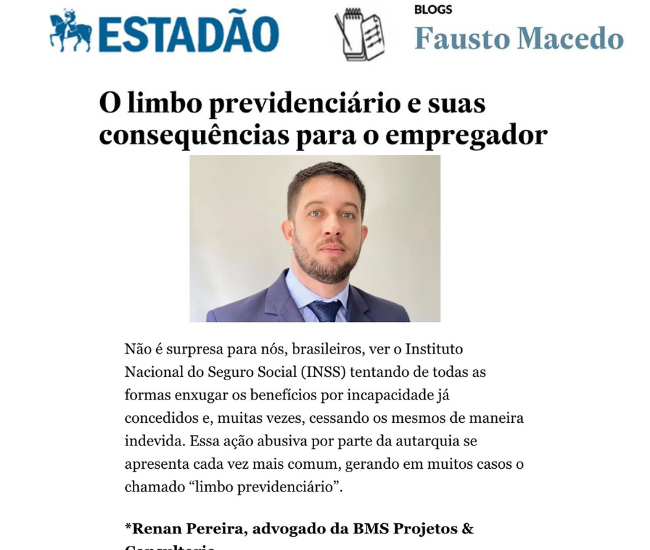 ESTADÃO
BLOGS
Fausto Macedo
O limbo previdenciário e suas
consequências para o empregador
Não é surpresa para nós, brasileiros, ver o Instituto
Nacional do Seguro Social (INSS) tentando de todas as
formas enxugar os benefícios por incapacidade já
concedidos e, muitas vezes, cessando os mesmos de maneira
indevida. Essa ação abusiva por parte da autarquia se
apresenta cada vez mais comum, gerando em muitos casos o
chamado “limbo previdenciário”.
*Renan Pereira, advogado da BMS Projetos &
Consultoria